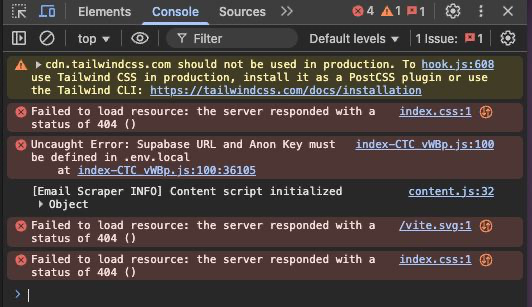 Elements Console Sources 4 1 1
top Filter Default levels 1 Issue: 1
cdn.tailwindcss.com should not be used in production. To hook.js:608
use Tailwind CSS in production, install it as a PostCSS plugin or use
the Tailwind CLI: https://tailwindcss.com/docs/installation
Failed to load resource: the server responded with a index.css:1
status of 404 ()
Uncaught Error: Supabase URL and Anon Key must index-CTC_vWBp.js:100
be defined in .env.local
at index-CTC_vWBp.js:100:36105
[Email Scraper INFO] Content script initialized content.js:32
Object
Failed to load resource: the server responded with a /vite.svg:1
status of 404 ()
Failed to load resource: the server responded with a index.css:1
status of 404 ()